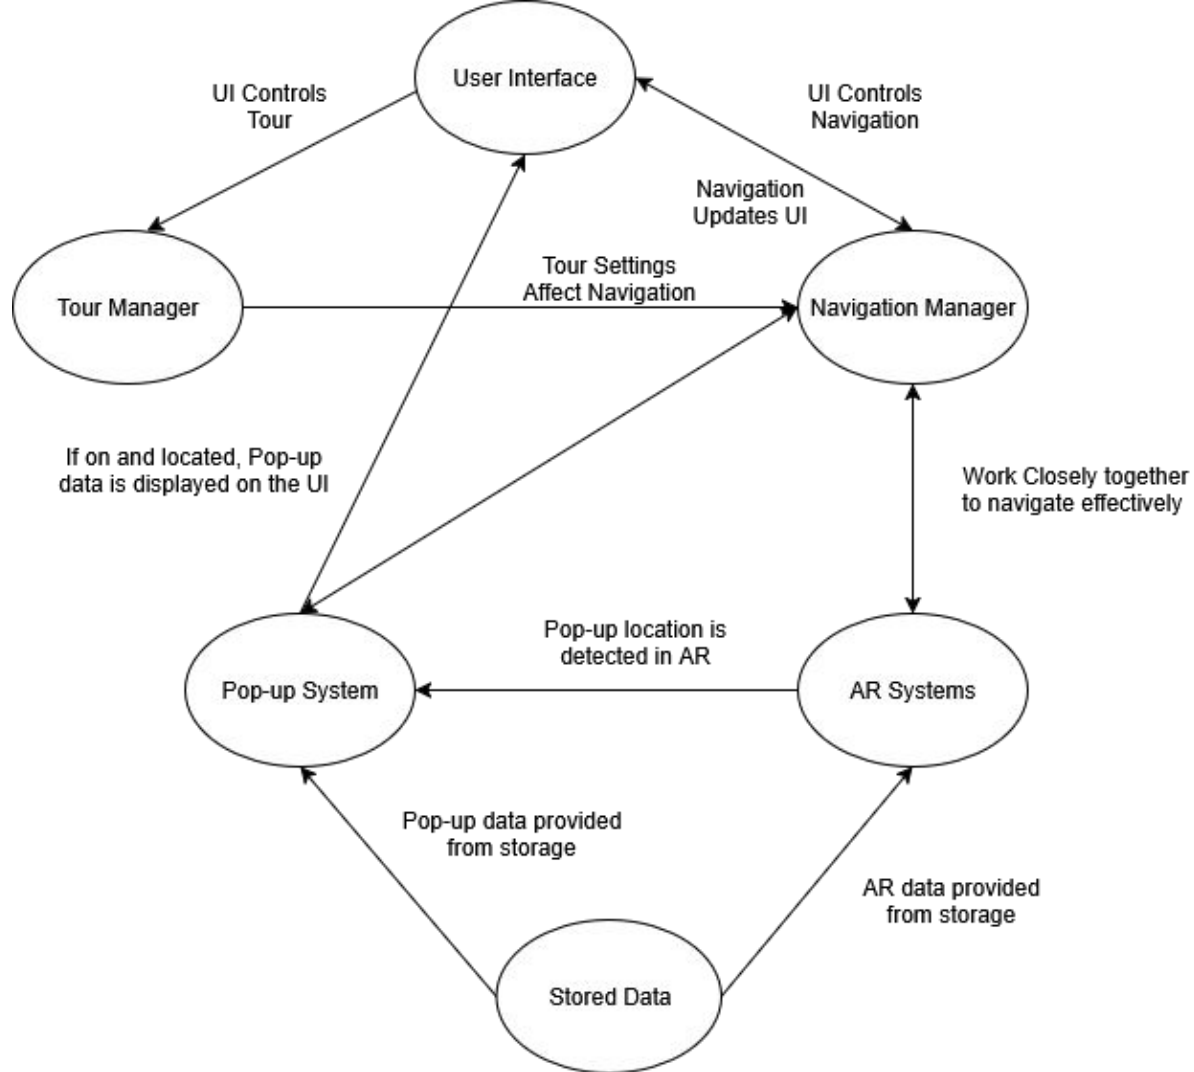 User Interface
UI Controls
Tour
UI Controls
Navigation
Navigation
Updates UI
Tour Settings
Affect Navigation
Tour Manager
Navigation Manager
If on and located, Pop-up
data is displayed on the UI
Work Closely together
to navigate effectively
Pop-up location is
detected in AR
Pop-up System
AR Systems
Pop-up data provided
from storage
AR data provided
from storage
Stored Data